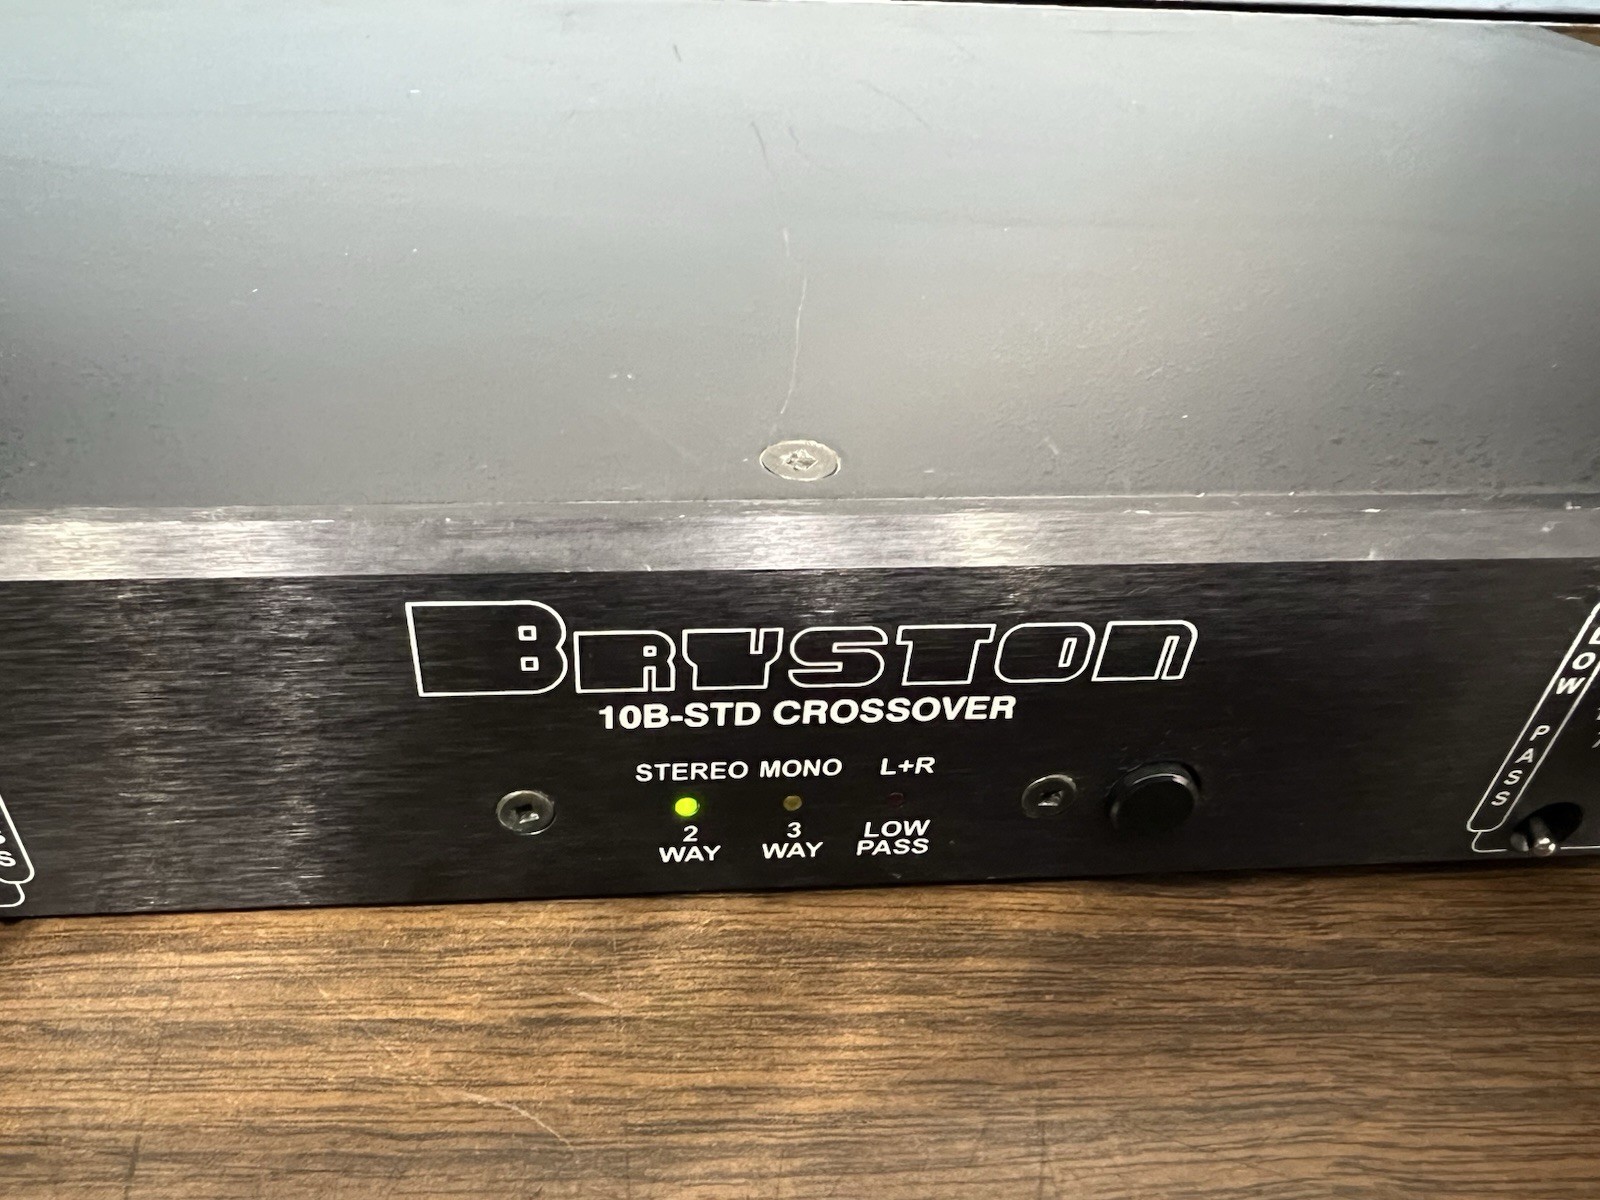 BRYSTON
10B-STD CROSSOVER
STEREO MONO L+R
2 3 LOW
WAY WAY PASS
LOW PASS